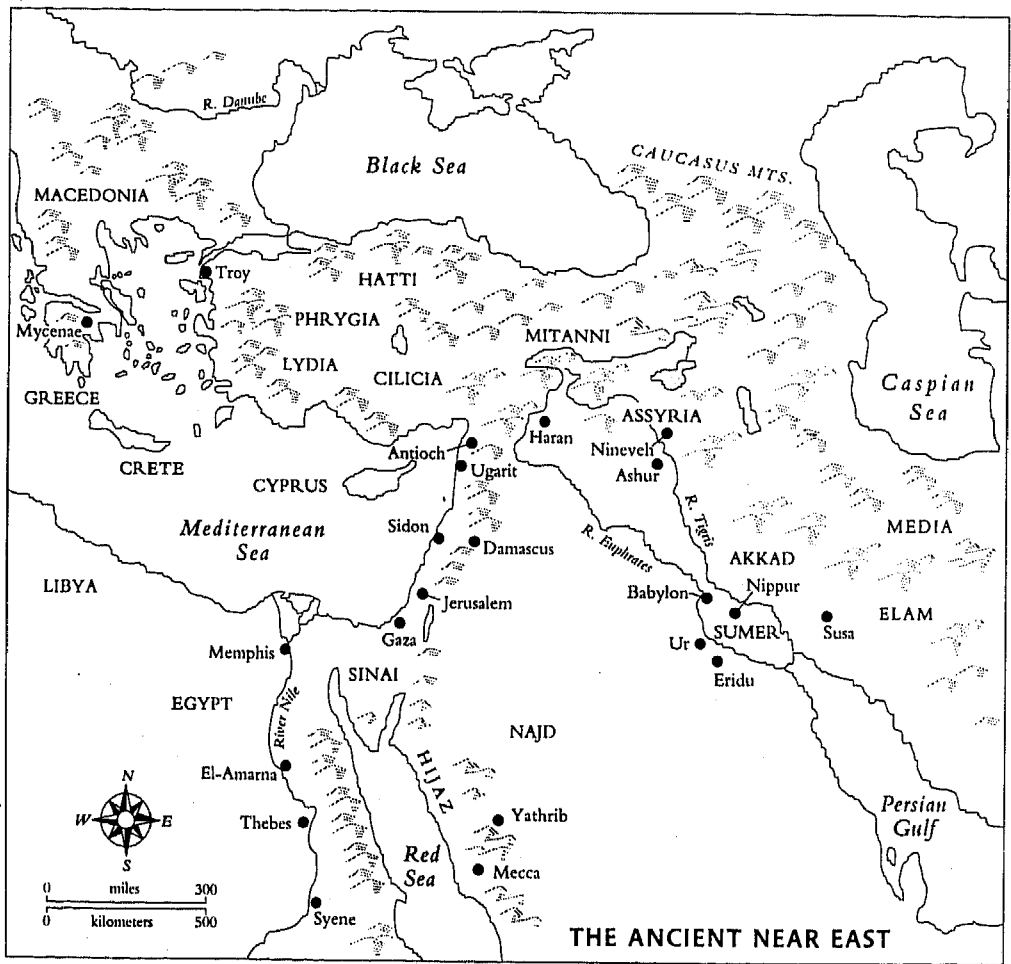 R. Danube
Black Sea
CAUCASUS MTS.
MACEDONIA
Troy
HATTI
Mycenae
PHRYGIA
MITANNI
LYDIA
CILICIA
GREECE
Caspian
Sea
ASSYRIA
Haran
Nineveh
Antioch
CRETE
Ugarit
Ashur
CYPRUS
Mediterranean
Sea
Sidon
R. Tigris
MEDIA
Damascus
R. Euphrates
AKKAD
LIBYA
Babylon
Nippur
Jerusalem
ELAM
Gaza
SUMER
Susa
Memphis
Ur
Eridu
SINAI
EGYPT
River Nile
NAJD
HIJAZ
El-Amarna
N
W
E
S
Thebes
Yathrib
Persian
Gulf
Red
Sea
Mecca
0 miles 300
0 kilometers 500
Syene
THE ANCIENT NEAR EAST